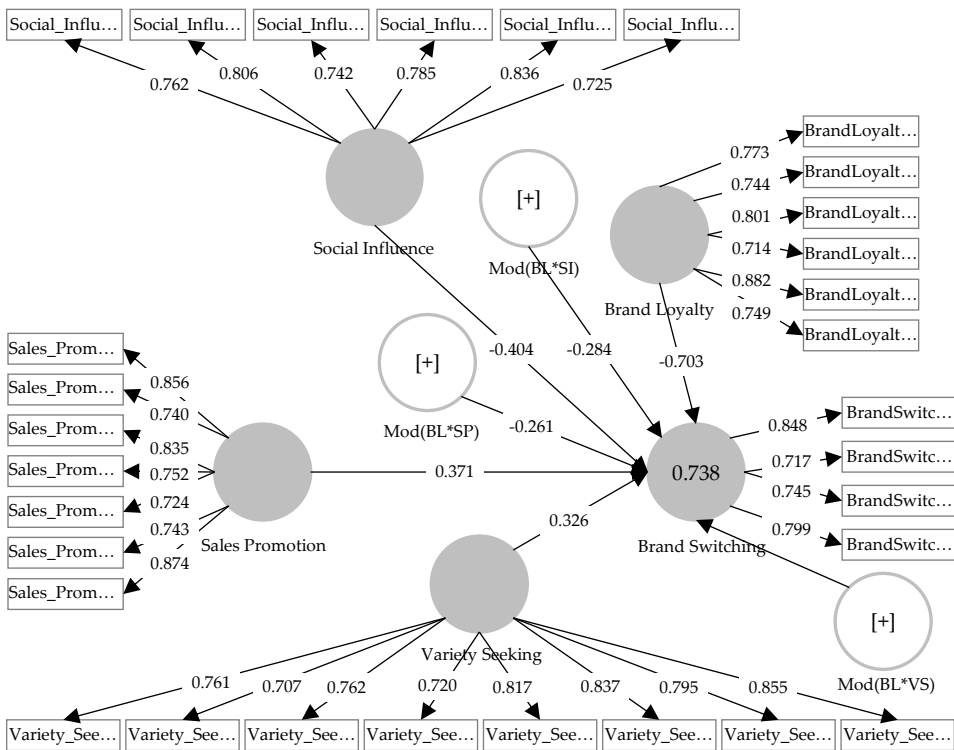 Social_Influ… Social_Influ… Social_Influ… Social_Influ… Social_Influ… Social_Influ…
0.762 0.806 0.742 0.785 0.836 0.725
Social Influence
[+]
Mod(BL*SI)
Brand Loyalty
0.773
0.744
0.801
0.714
0.882
0.749
BrandLoyalt…
BrandLoyalt…
BrandLoyalt…
BrandLoyalt…
BrandLoyalt…
BrandLoyalt…
-0.404
-0.284
-0.703
[+]
Mod(BL*SP)
-0.261
Sales_Prom…
Sales_Prom…
Sales_Prom…
Sales_Prom…
Sales_Prom…
Sales_Prom…
Sales_Prom…
0.856
0.740
0.835
0.752
0.724
0.743
0.874
Sales Promotion
0.371
0.326
0.738
Brand Switching
0.848
0.717
0.745
0.799
BrandSwitc…
BrandSwitc…
BrandSwitc…
BrandSwitc…
[+]
Mod(BL*VS)
Variety Seeking
0.761 0.707 0.762 0.720 0.817 0.837 0.795 0.855
Variety_See… Variety_See… Variety_See… Variety_See… Variety_See… Variety_See… Variety_See… Variety_See…